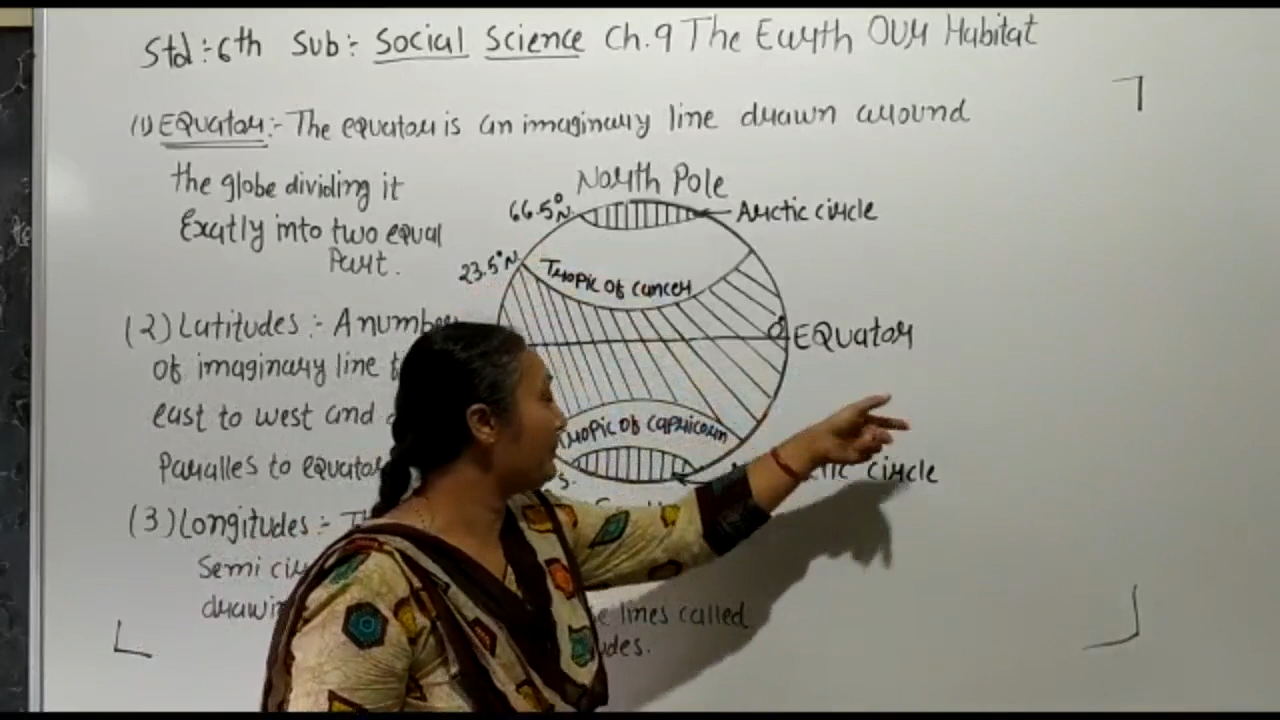 Std :- 6th Sub :- Social Science Ch.9 The Earth Our Habitat
(1) Equator :- The equator is an imaginary line drawn around
the globe dividing it
Exatly into two equal
Part.
North Pole
66.5°N
Arctic circle
23.5°N
Tropic of cancer
0°
EQuator
Tropic of capricorn
circle
(2) Latitudes :- A number
of imaginary line
east to west and
Paralles to equator
(3) Longitudes :-
Semi
lines called